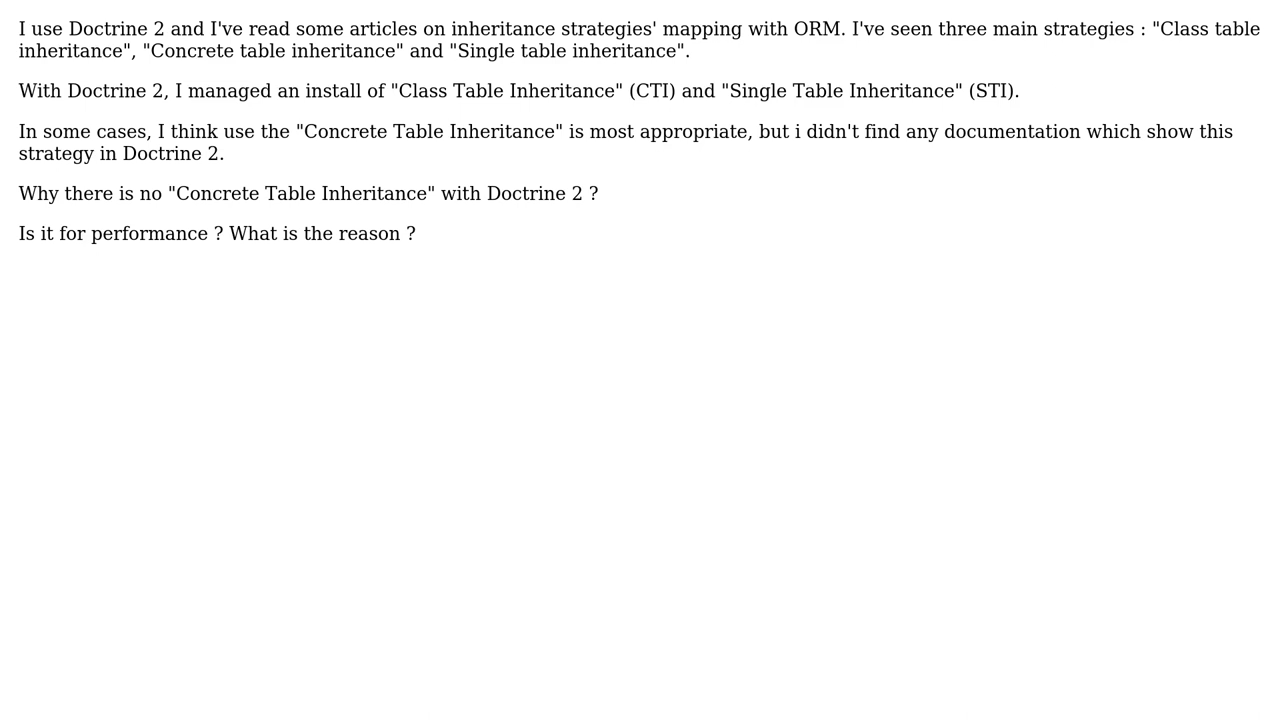 I use Doctrine 2 and I've read some articles on inheritance strategies' mapping with ORM. I've seen three main strategies : "Class table
inheritance", "Concrete table inheritance" and "Single table inheritance".
With Doctrine 2, I managed an install of "Class Table Inheritance" (CTI) and "Single Table Inheritance" (STI).
In some cases, I think use the "Concrete Table Inheritance" is most appropriate, but i didn't find any documentation which show this
strategy in Doctrine 2.
Why there is no "Concrete Table Inheritance" with Doctrine 2 ?
Is it for performance ? What is the reason ?